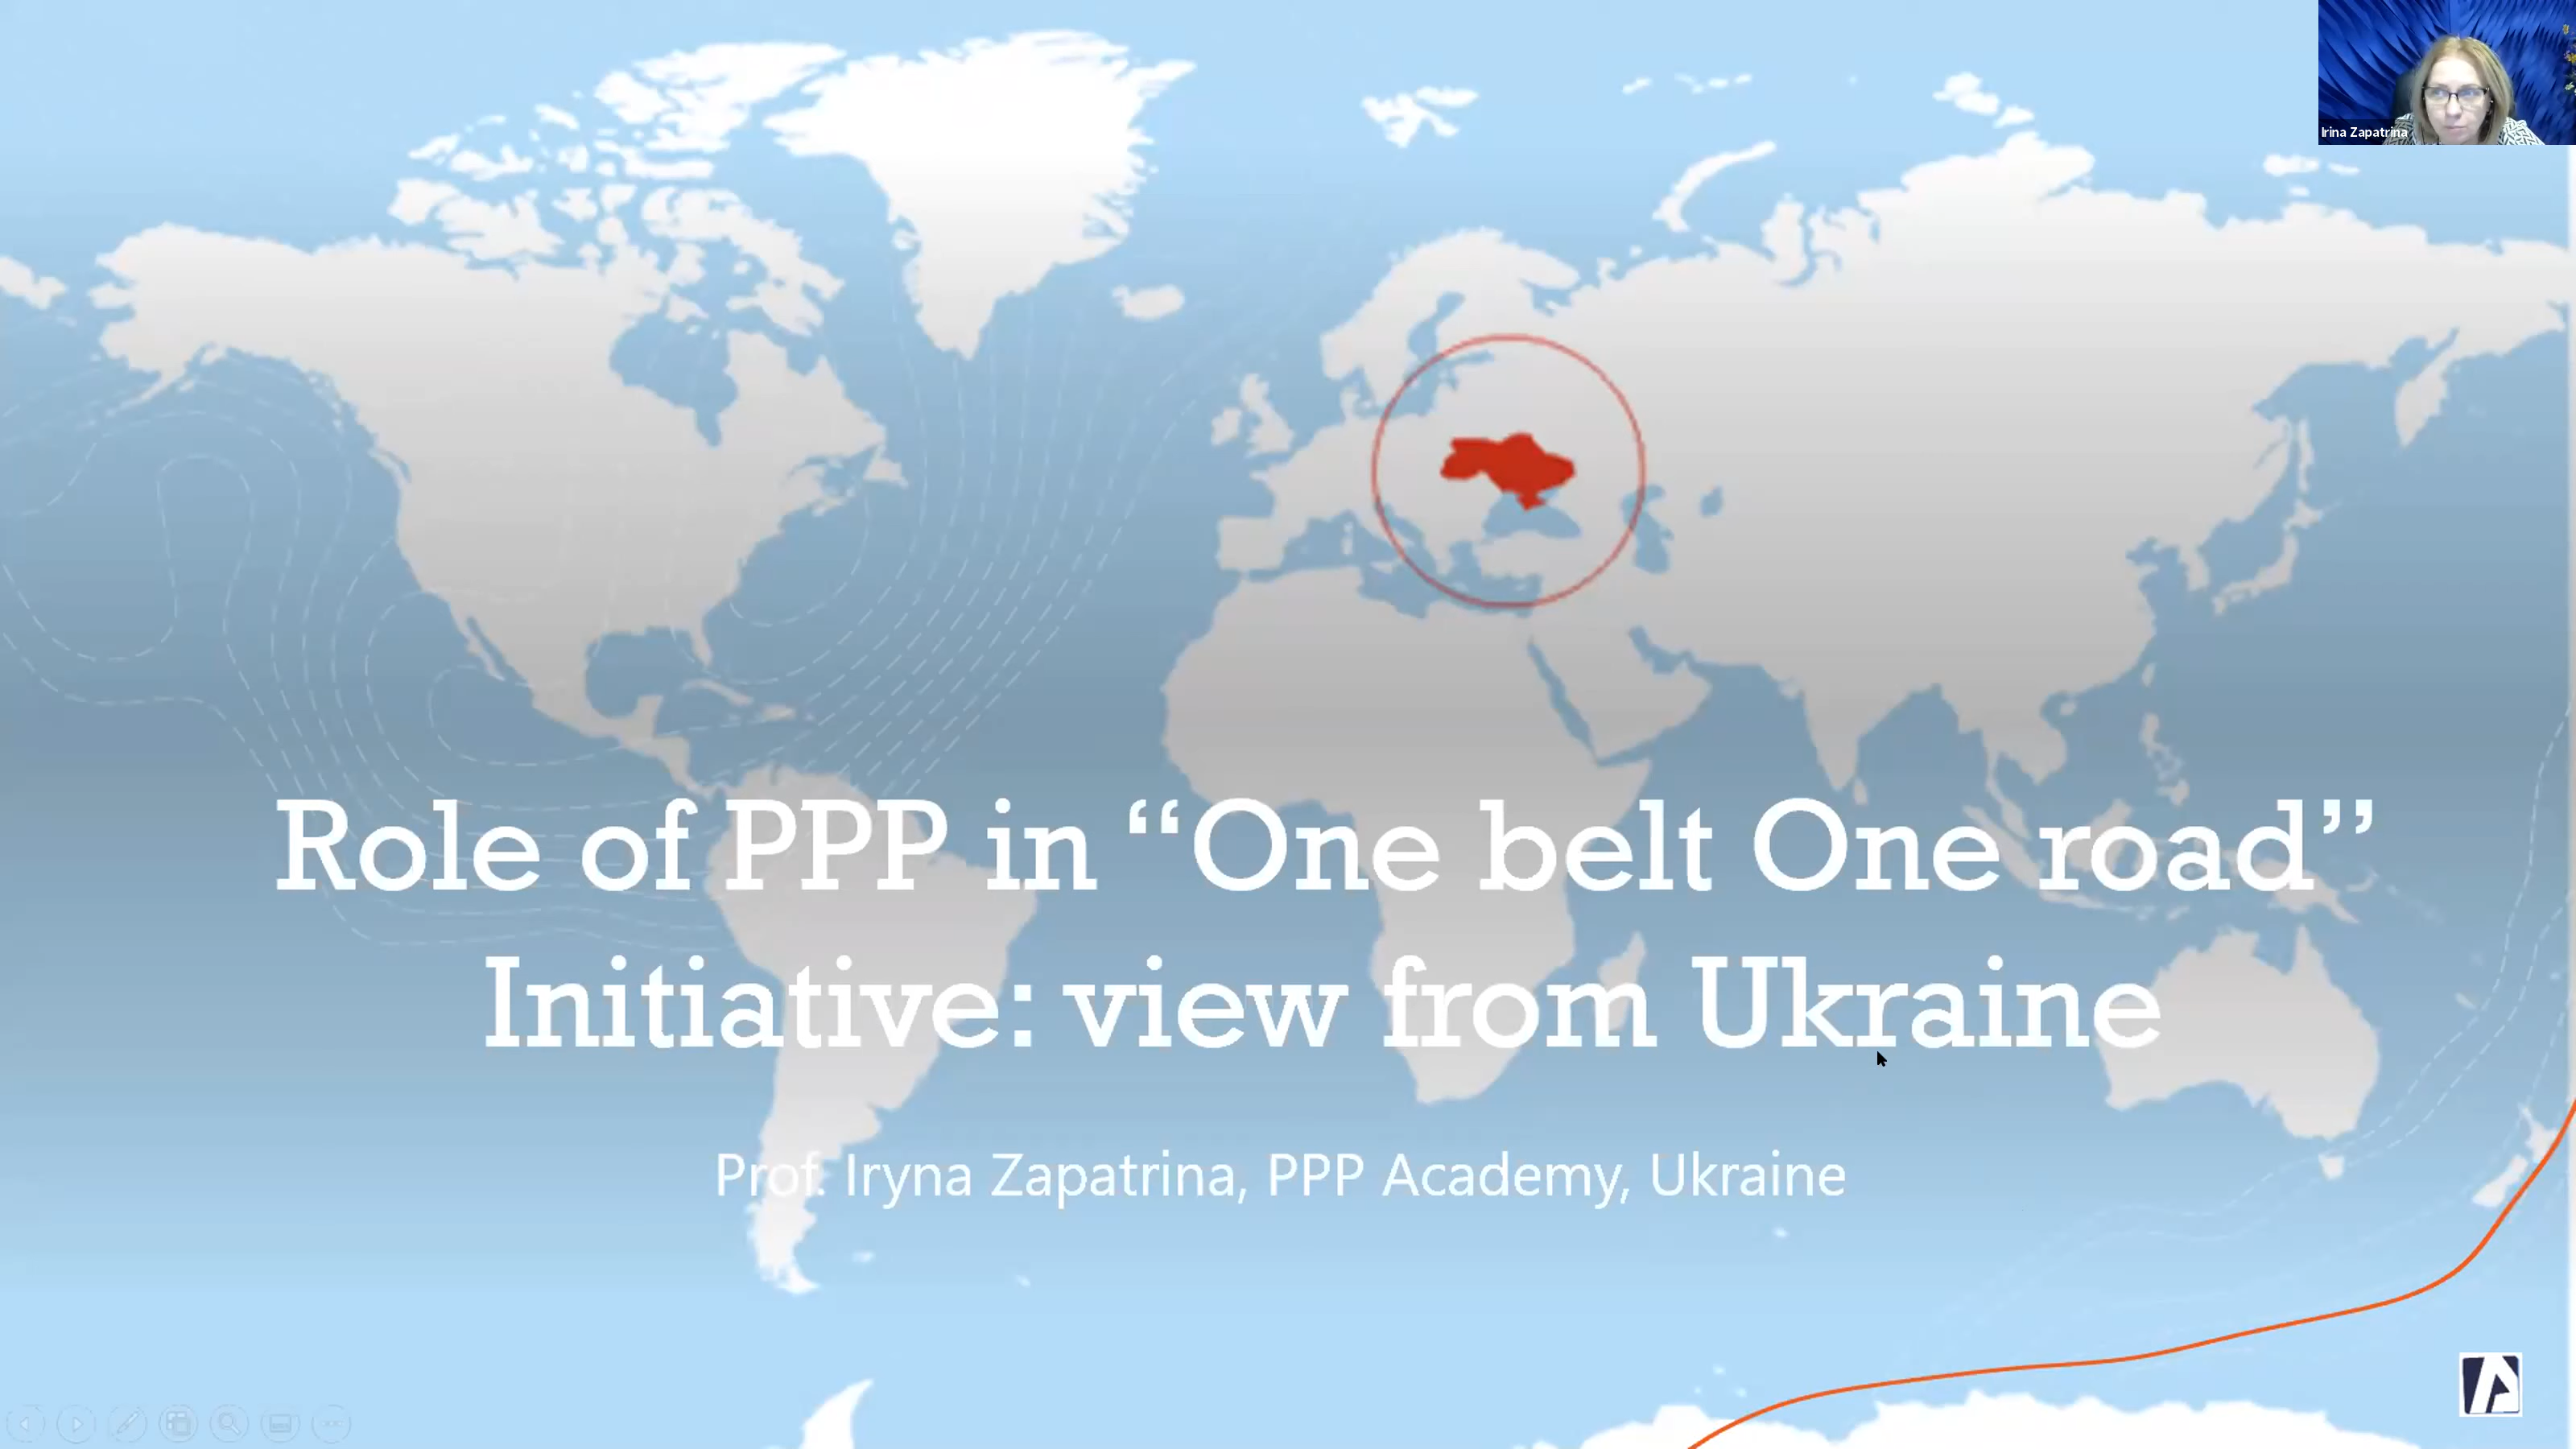 Irina Zapatrina
Role of PPP in “One belt One road”
Initiative: view from Ukraine
Prof. Iryna Zapatrina, PPP Academy, Ukraine